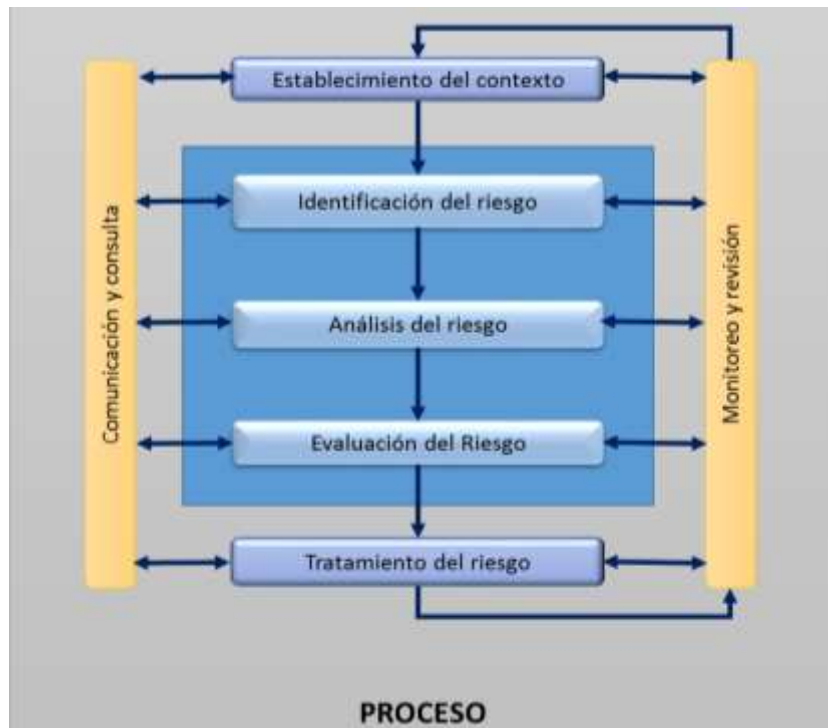 Establecimiento del contexto
Comunicación y consulta
Identificación del riesgo
Análisis del riesgo
Evaluación del Riesgo
Monitoreo y revisión
Tratamiento del riesgo
PROCESO